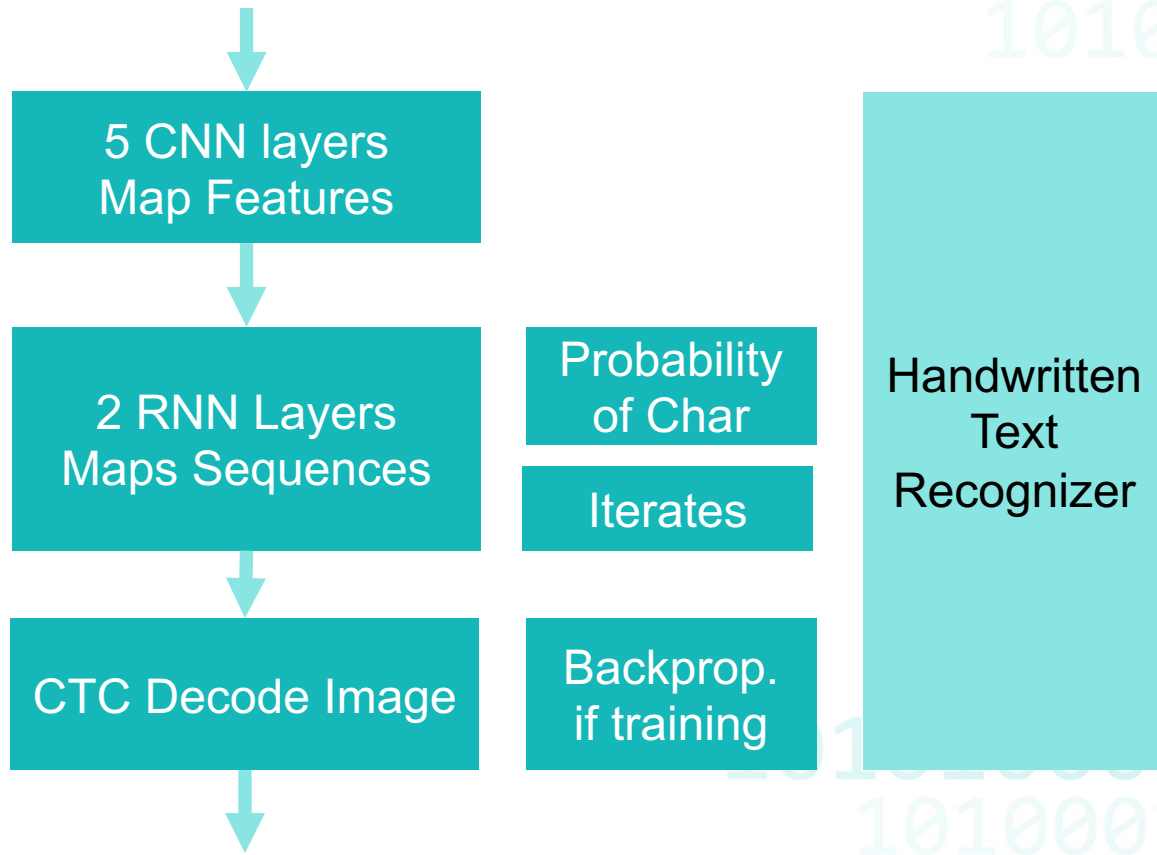 1010
5 CNN layers
Map Features
2 RNN Layers
Maps Sequences
Probability
of Char
Iterates
Handwritten
Text
Recognizer
CTC Decode Image
Backprop.
if training
101000